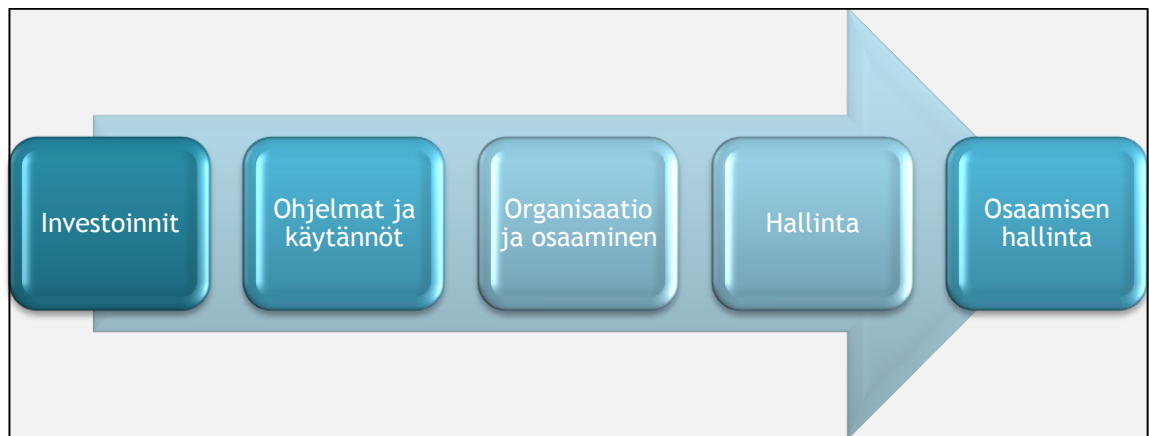 Investoinnit
Ohjelmat ja
käytännöt
Organisaatio
ja osaaminen
Hallinta
Osaamisen
hallinta